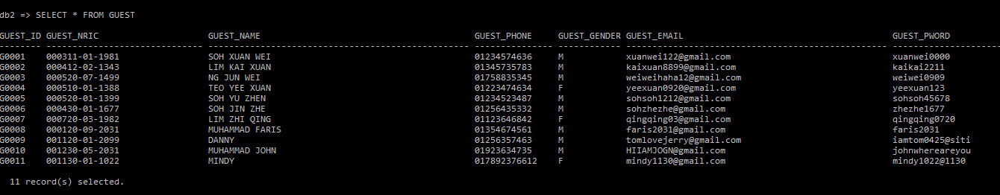 db2 => SELECT * FROM GUEST
GUEST_ID GUEST_NRIC GUEST_NAME GUEST_PHONE GUEST_GENDER GUEST_EMAIL GUEST_PWORD
-------- ------------------------------ -------------------------------------------------- --------------- ------------ -------------------------------------------------- --------------------
G0001 000311-01-1981 SOH XUAN WEI 01234574636 M xuanwei122@gmail.com xuanwei0000
G0002 000412-02-1343 LIM KAI XUAN 01345735783 M kaixuan8899@gmail.com kaikai2211
G0003 000520-07-1499 NG JUN WEI 01758835345 M weiweihaha12@gmail.com weiwei0909
G0004 000510-01-1388 TEO YEE XUAN 01223474634 F yeexuan0920@gmail.com yeexuan123
G0005 000520-01-1399 SOH YU ZHEN 01234523487 M sohsoh1212@gmail.com sohsoh45678
G0006 000430-01-1677 SOH JIN ZHE 01256435332 M sohzhezhe@gmail.com zhezhe1677
G0007 000720-03-1982 LIM ZHI QING 01123646842 F qingqing03@gmail.com qingqing0720
G0008 000120-09-2031 MUHAMMAD FARIS 01354674561 M faris2031@gmail.com faris2031
G0009 001120-01-2099 DANNY 01256357463 M tomlovejerry@gmail.com iamtom0425@siti
G0010 001230-05-2031 MUHAMMAD JOHN 01923634735 M HIIAMJOGN@gmail.com johnwhereareyou
G0011 001130-01-1022 MINDY 017892376612 F mindy1130@gmail.com mindy1022@1130
11 record(s) selected.